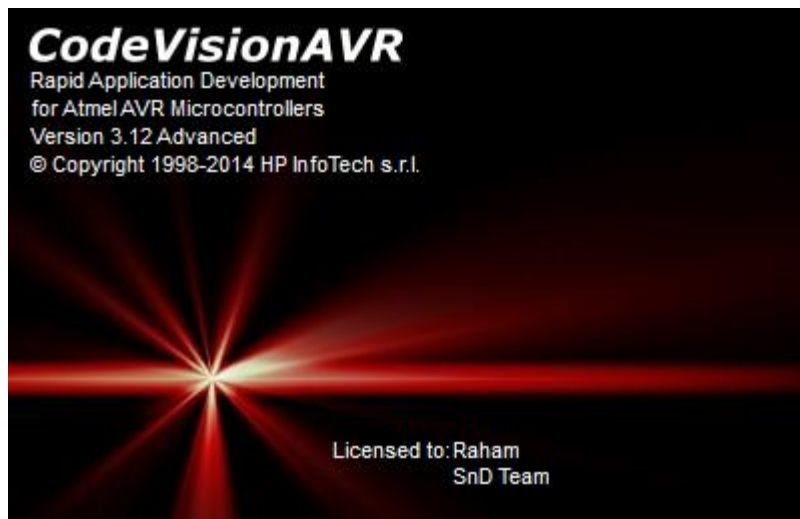 CodeVisionAVR
Rapid Application Development
for Atmel AVR Microcontrollers
Version 3.12 Advanced
© Copyright 1998-2014 HP InfoTech s.r.l.
Licensed to: Raham
SnD Team